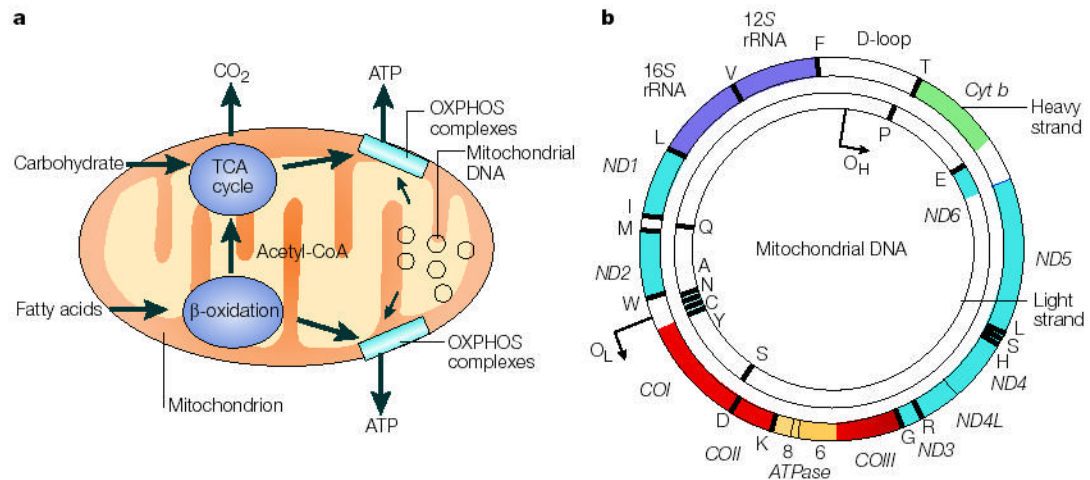 a
CO2
ATP
OXPHOS
complexes
Mitochondrial
DNA
Carbohydrate
TCA
cycle
Acetyl-CoA
Fatty acids
β-oxidation
OXPHOS
complexes
Mitochondrion
ATP
b
12S
rRNA
F
D-loop
T
Cyt b
Heavy
strand
16S
rRNA
V
P
OH
L
E
ND1
ND6
I
M
Q
Mitochondrial DNA
ND2
ND5
A
N
C
Y
W
Light
strand
OL
L
S
H
S
ND4
COI
ND4L
D
K
G
R
ND3
COII
8
6
COIII
ATPase